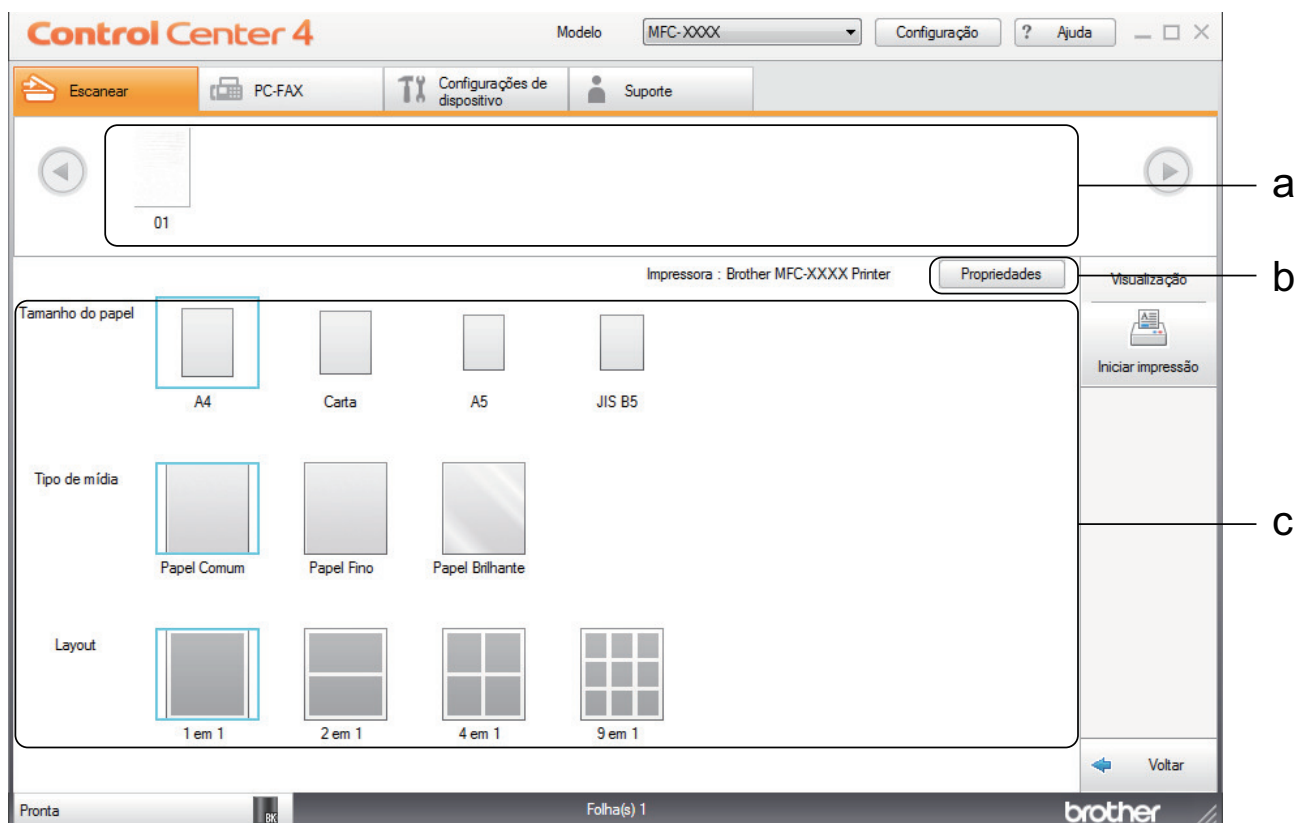 Control Center 4
Modelo
MFC-XXXX
Configuração
? Ajuda
Escanear
PC-FAX
Configurações de
dispositivo
Suporte
01
a
Impressora : Brother MFC-XXXX Printer
Propriedades
b
Visualização
Tamanho do papel
A4
Carta
A5
JIS B5
Iniciar impressão
Tipo de mídia
Papel Comum
Papel Fino
Papel Brilhante
c
Layout
1 em 1
2 em 1
4 em 1
9 em 1
Voltar
Pronta
BK
Folha(s) 1
brother